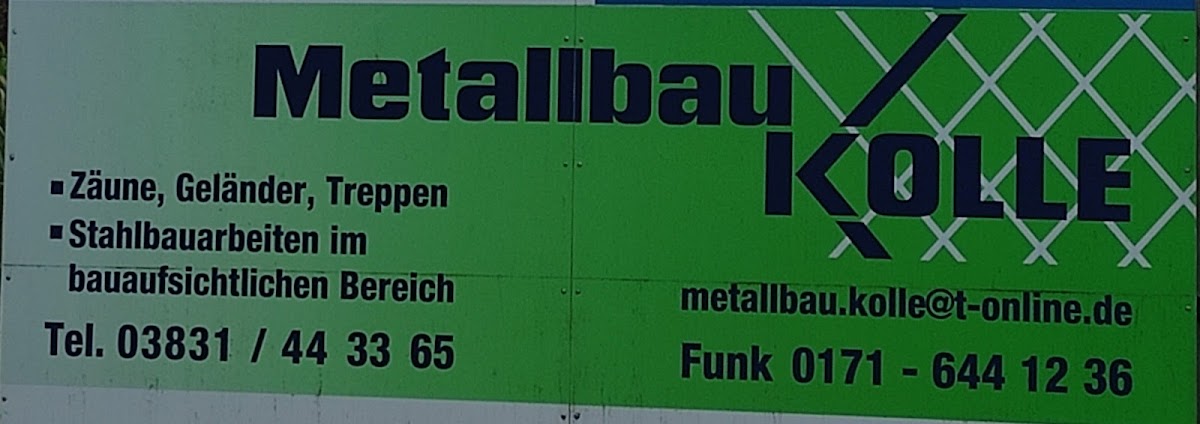 Metallbau
KOLLE
▪ Zäune, Geländer, Treppen
▪ Stahlbauarbeiten im
bauaufsichtlichen Bereich
Tel. 03831 / 44 33 65
metallbau.kolle@t-online.de
Funk 0171 - 644 12 36